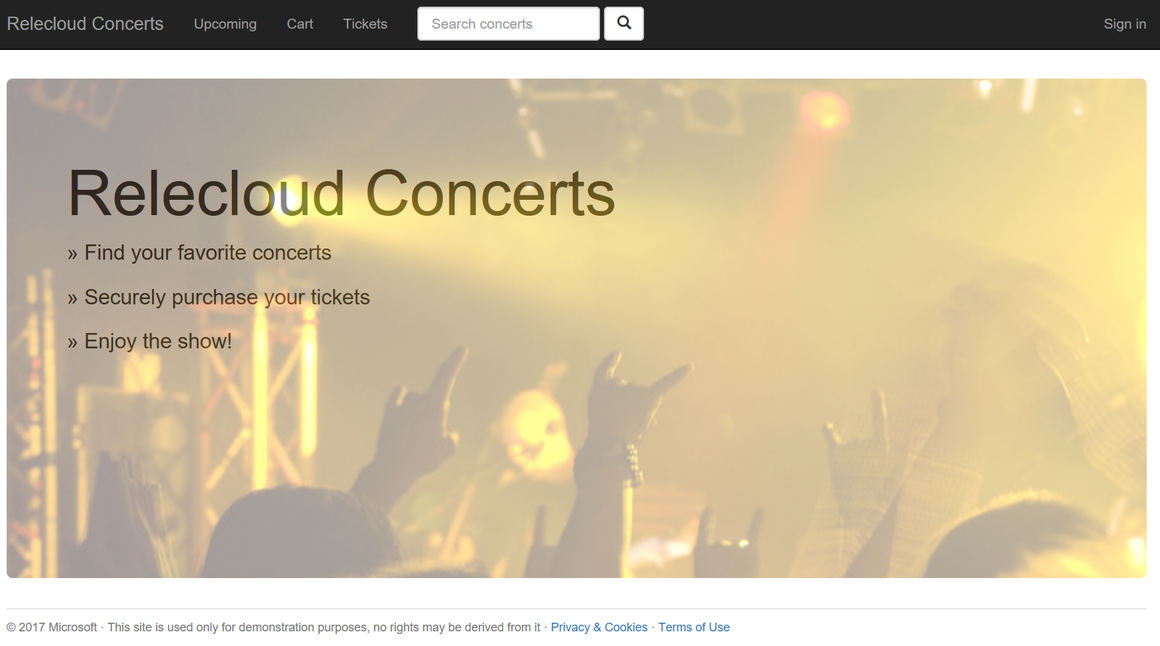 Relecloud Concerts Upcoming Cart Tickets Search concerts Sign in
Relecloud Concerts
» Find your favorite concerts
» Securely purchase your tickets
» Enjoy the show!
© 2017 Microsoft · This site is used only for demonstration purposes, no rights may be derived from it · Privacy & Cookies · Terms of Use